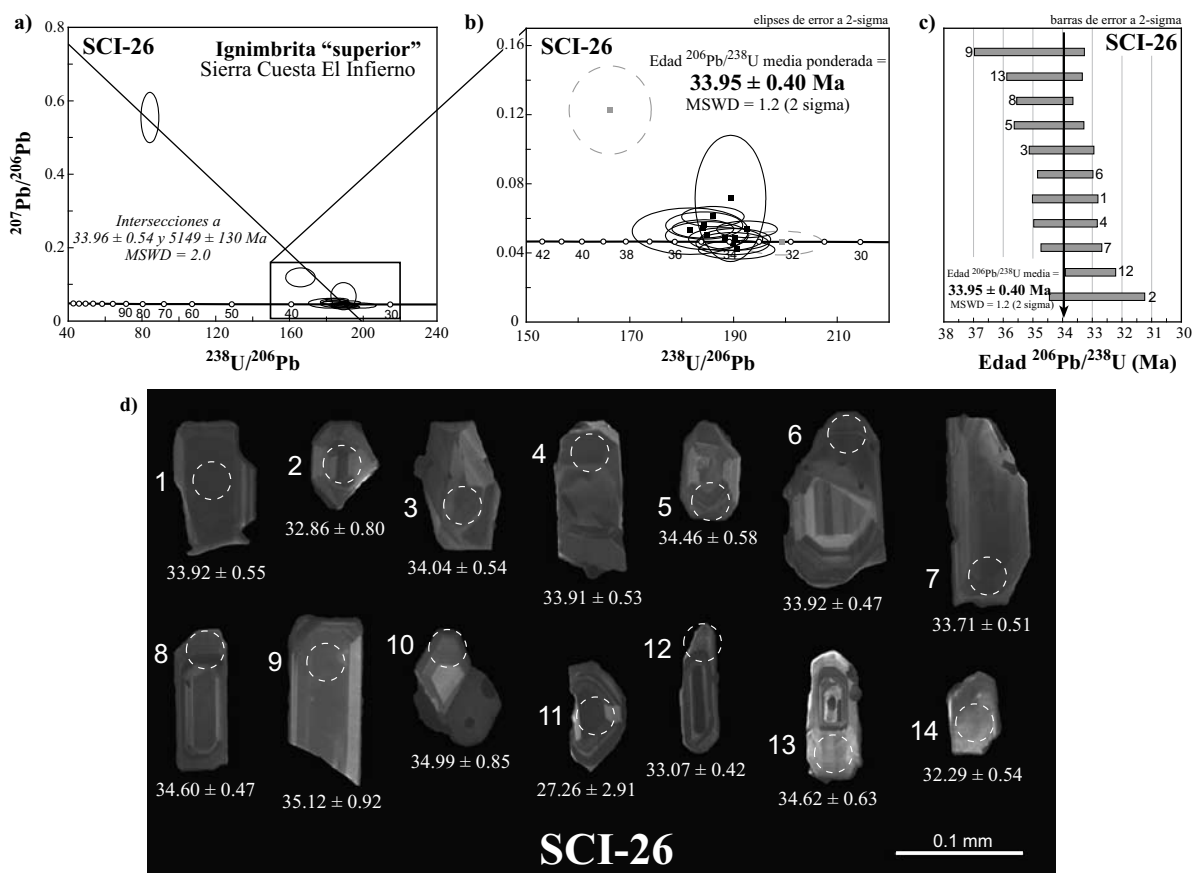 a)
SCI-26
Ignimbrita “superior”
Sierra Cuesta El Infierno
0.8
0.6
0.4
0.2
0
²⁰⁷Pb/²⁰⁶Pb
Intersecciones a
33.96 ± 0.54 y 5149 ± 130 Ma
MSWD = 2.0
90 80 70 60 50 40 30
40 80 120 160 200 240
²³⁸U/²⁰⁶Pb
b)
elipses de error a 2-sigma
SCI-26
Edad ²⁰⁶Pb/²³⁸U media ponderada =
33.95 ± 0.40 Ma
MSWD = 1.2 (2 sigma)
0.16
0.12
0.08
0.04
0
42 40 38 36 34 32 30
150 170 190 210
²³⁸U/²⁰⁶Pb
c)
barras de error a 2-sigma
SCI-26
9
13
8
5
3
6
1
4
7
12
2
Edad ²⁰⁶Pb/²³⁸U media =
33.95 ± 0.40 Ma
MSWD = 1.2 (2 sigma)
38 37 36 35 34 33 32 31 30
Edad ²⁰⁶Pb/²³⁸U (Ma)
d)
1
33.92 ± 0.55
2
32.86 ± 0.80
3
34.04 ± 0.54
4
33.91 ± 0.53
5
34.46 ± 0.58
6
33.92 ± 0.47
7
33.71 ± 0.51
8
34.60 ± 0.47
9
35.12 ± 0.92
10
34.99 ± 0.85
11
27.26 ± 2.91
12
33.07 ± 0.42
13
34.62 ± 0.63
14
32.29 ± 0.54
SCI-26
0.1 mm